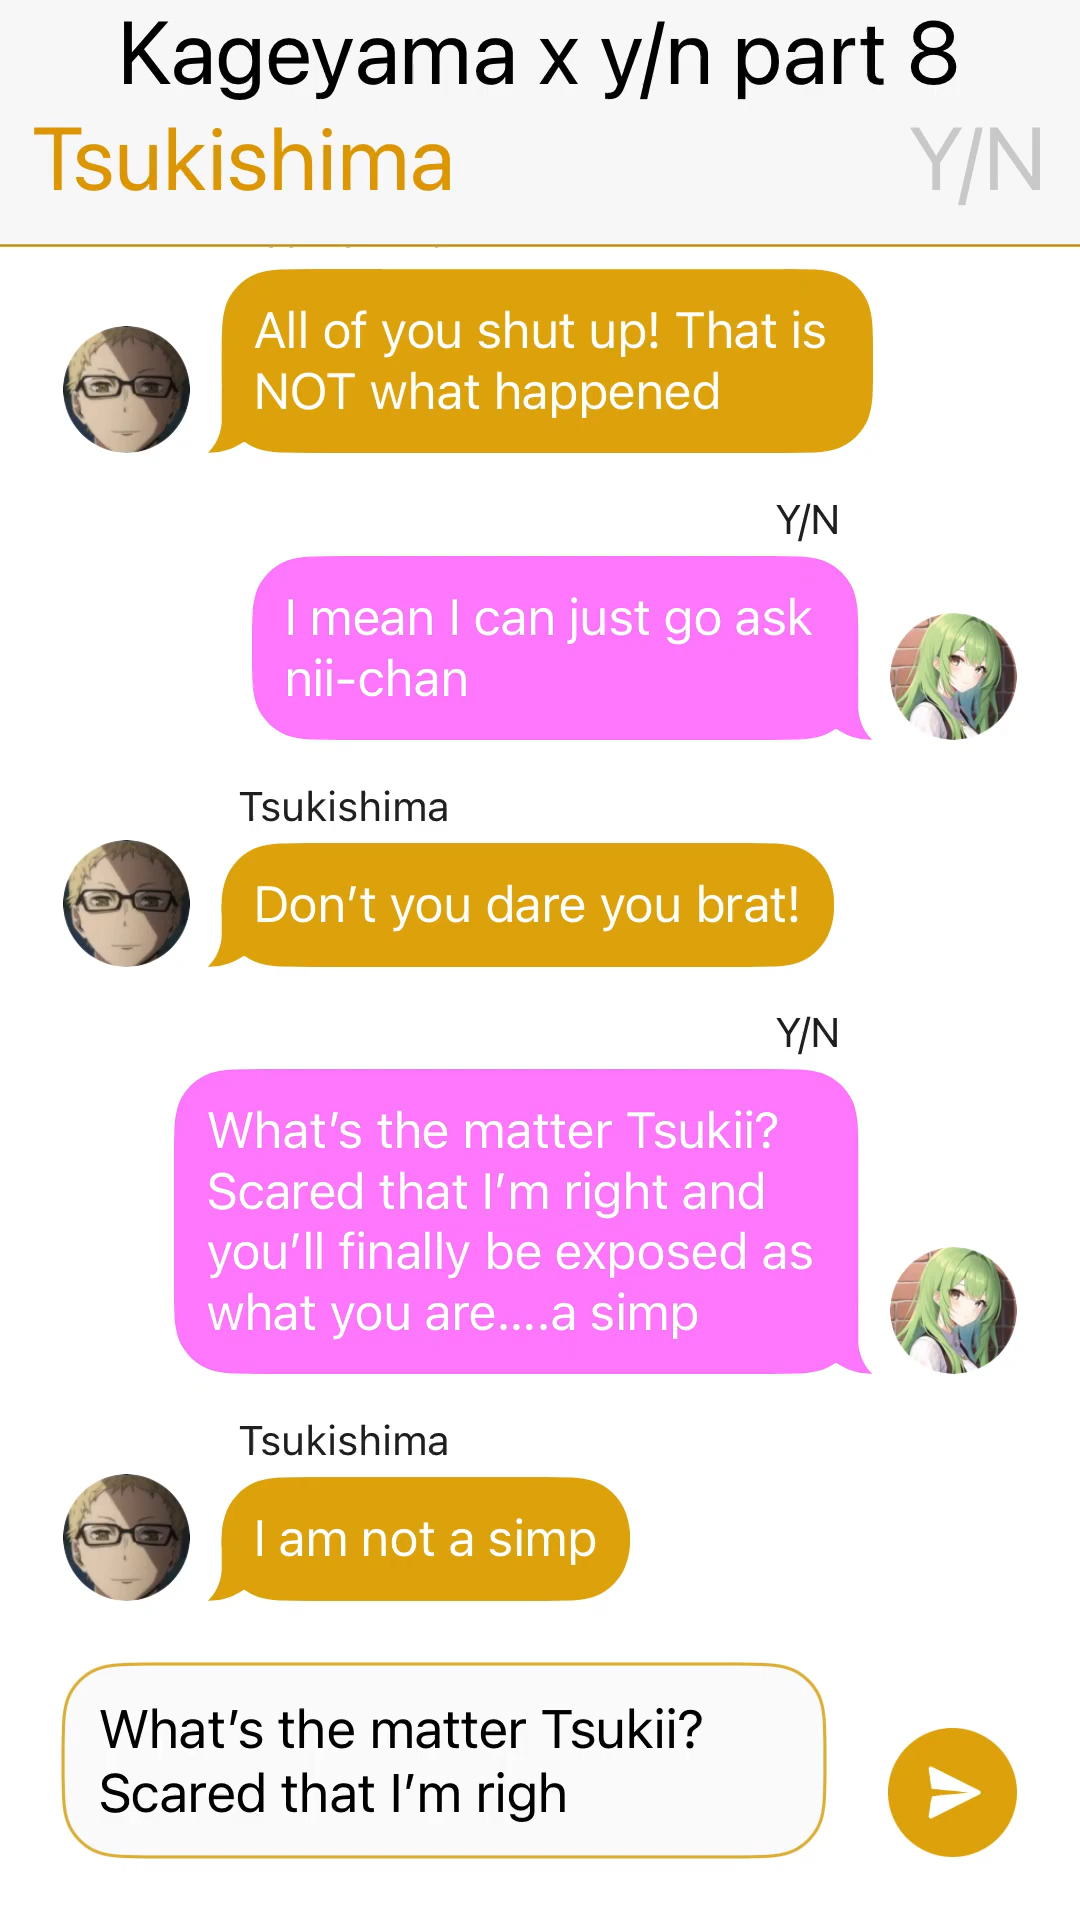 Kageyama x y/n part 8
Tsukishima
Y/N
All of you shut up! That is
NOT what happened
Y/N
I mean I can just go ask
nii-chan
Tsukishima
Don’t you dare you brat!
Y/N
What’s the matter Tsukii?
Scared that I’m right and
you’ll finally be exposed as
what you are....a simp
Tsukishima
I am not a simp
What’s the matter Tsukii?
Scared that I’m righ